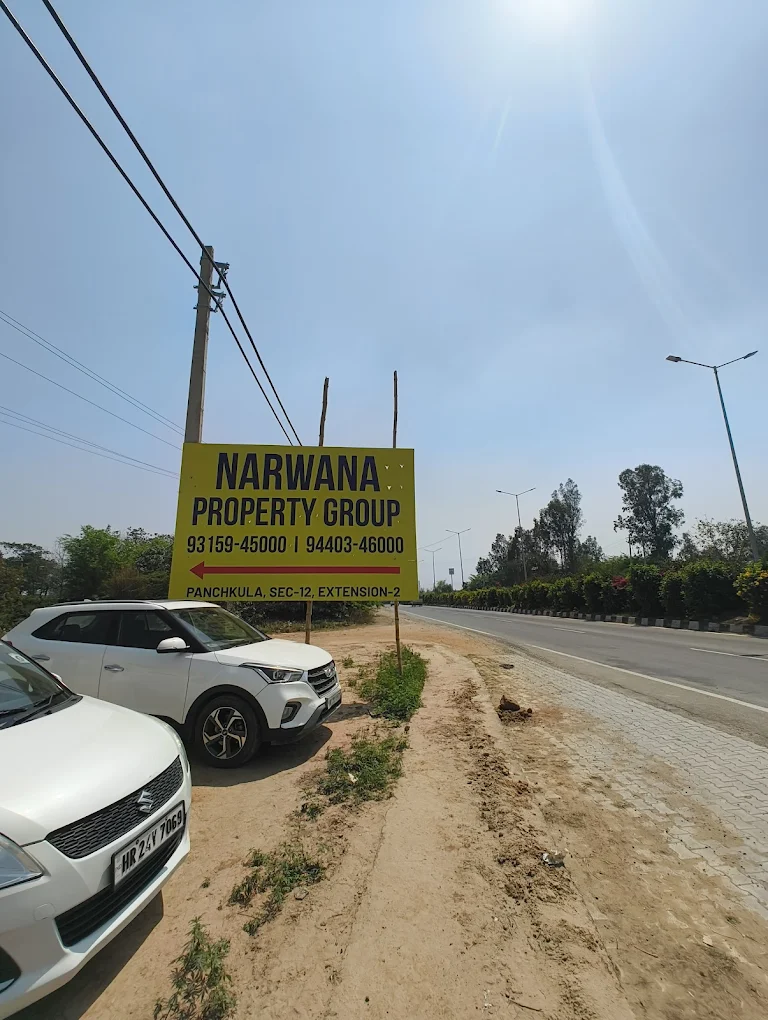 NARWANA
PROPERTY GROUP
93159-45000 | 94403-46000
PANCHKULA, SEC-12, EXTENSION-2
HR 24Y 7069